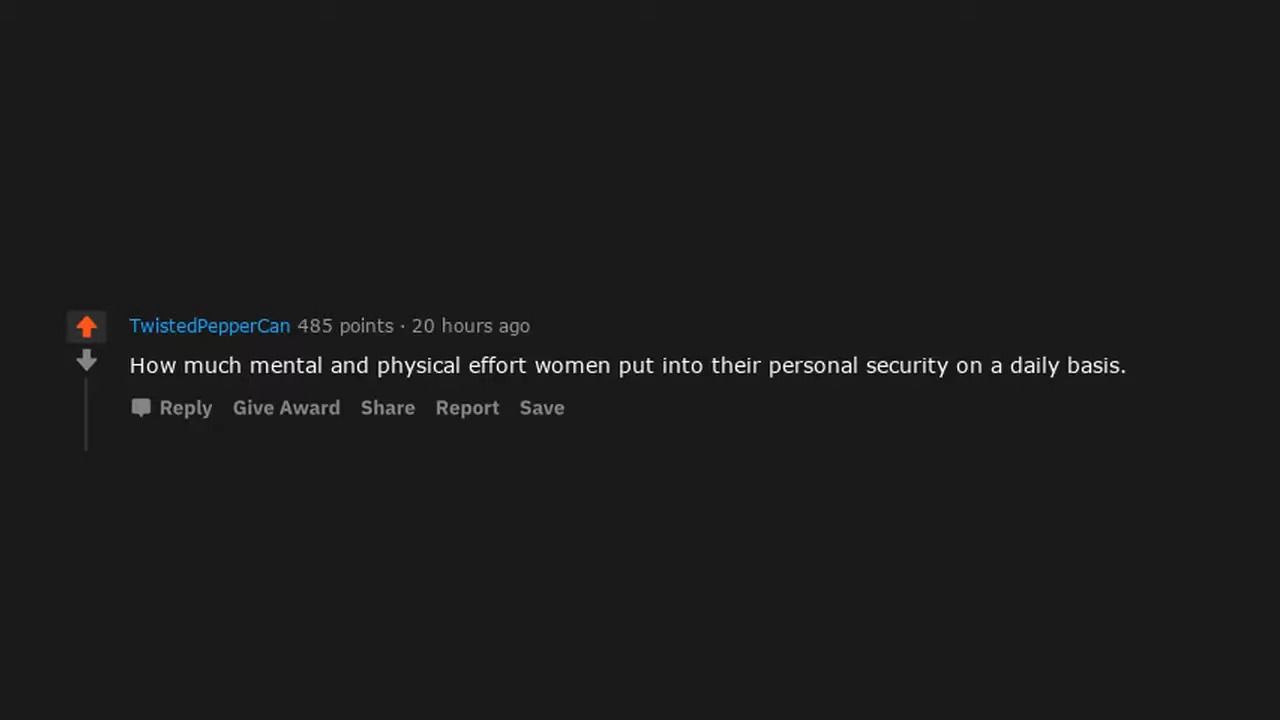 TwistedPepperCan 485 points · 20 hours ago
How much mental and physical effort women put into their personal security on a daily basis.
Reply Give Award Share Report Save